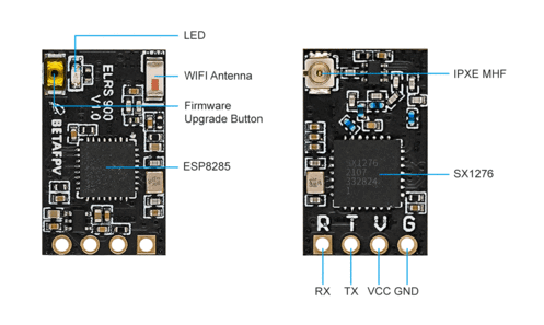 LED
WIFI Antenna
Firmware
Upgrade Button
ESP8285
ELRS 900
V1.0
BETAFPV
IPXE MHF
SX1276
SX1276
R T V G
RX TX VCC GND